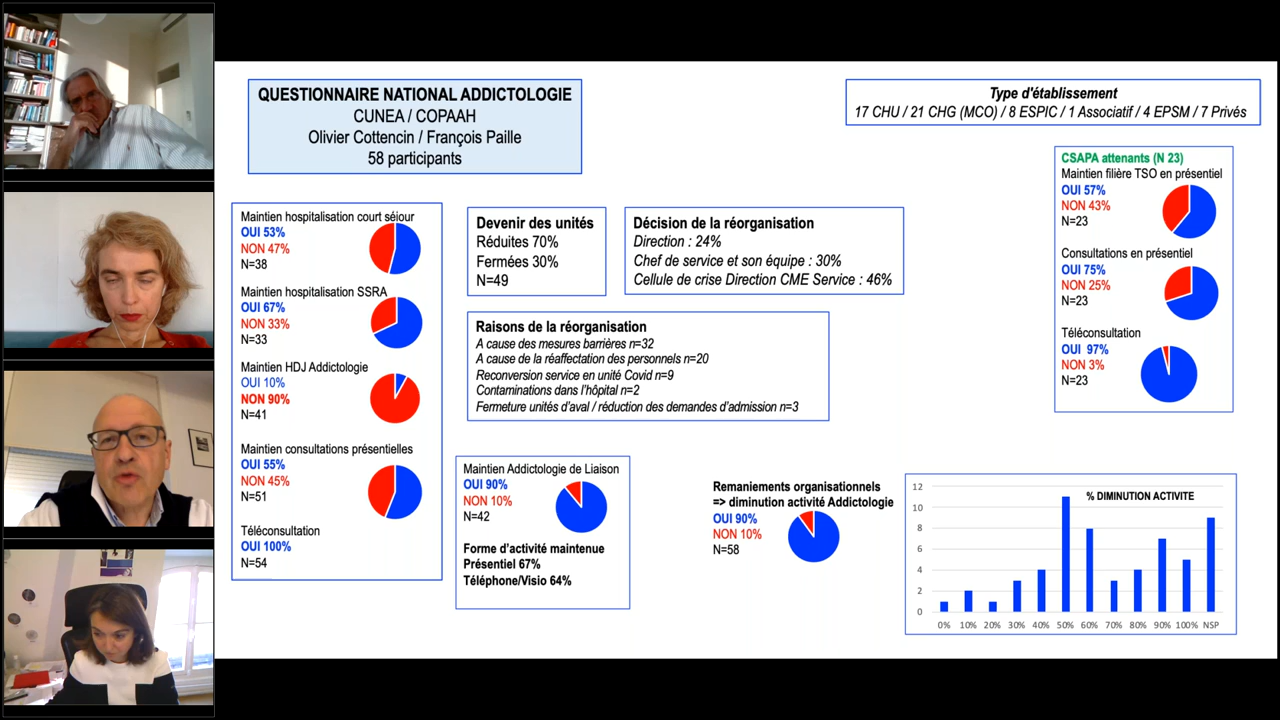 QUESTIONNAIRE NATIONAL ADDICTOLOGIE
CUNEA / COPAAH
Olivier Cottencin / François Paille
58 participants
Type d'établissement
17 CHU / 21 CHG (MCO) / 8 ESPIC / 1 Associatif / 4 EPSM / 7 Privés
Maintien hospitalisation court séjour
OUI 53%
NON 47%
N=38
Maintien hospitalisation SSRA
OUI 67%
NON 33%
N=33
Maintien HDJ Addictologie
OUI 10%
NON 90%
N=41
Maintien consultations présentielles
OUI 55%
NON 45%
N=51
Téléconsultation
OUI 100%
N=54
Devenir des unités
Réduites 70%
Fermées 30%
N=49
Décision de la réorganisation
Direction : 24%
Chef de service et son équipe : 30%
Cellule de crise Direction CME Service : 46%
Raisons de la réorganisation
A cause des mesures barrières n=32
A cause de la réaffectation des personnels n=20
Reconversion service en unité Covid n=9
Contaminations dans l'hôpital n=2
Fermeture unités d'aval / réduction des demandes d'admission n=3
Maintien Addictologie de Liaison
OUI 90%
NON 10%
N=42
Forme d'activité maintenue
Présentiel 67%
Téléphone/Visio 64%
Remaniements organisationnels
=> diminution activité Addictologie
OUI 90%
NON 10%
N=58
CSAPA attenants (N 23)
Maintien filière TSO en présentiel
OUI 57%
NON 43%
N=23
Consultations en présentiel
OUI 75%
NON 25%
N=23
Téléconsultation
OUI 97%
NON 3%
N=23
% DIMINUTION ACTIVITE
12
10
8
6
4
2
0
0% 10% 20% 30% 40% 50% 60% 70% 80% 90% 100% NSP